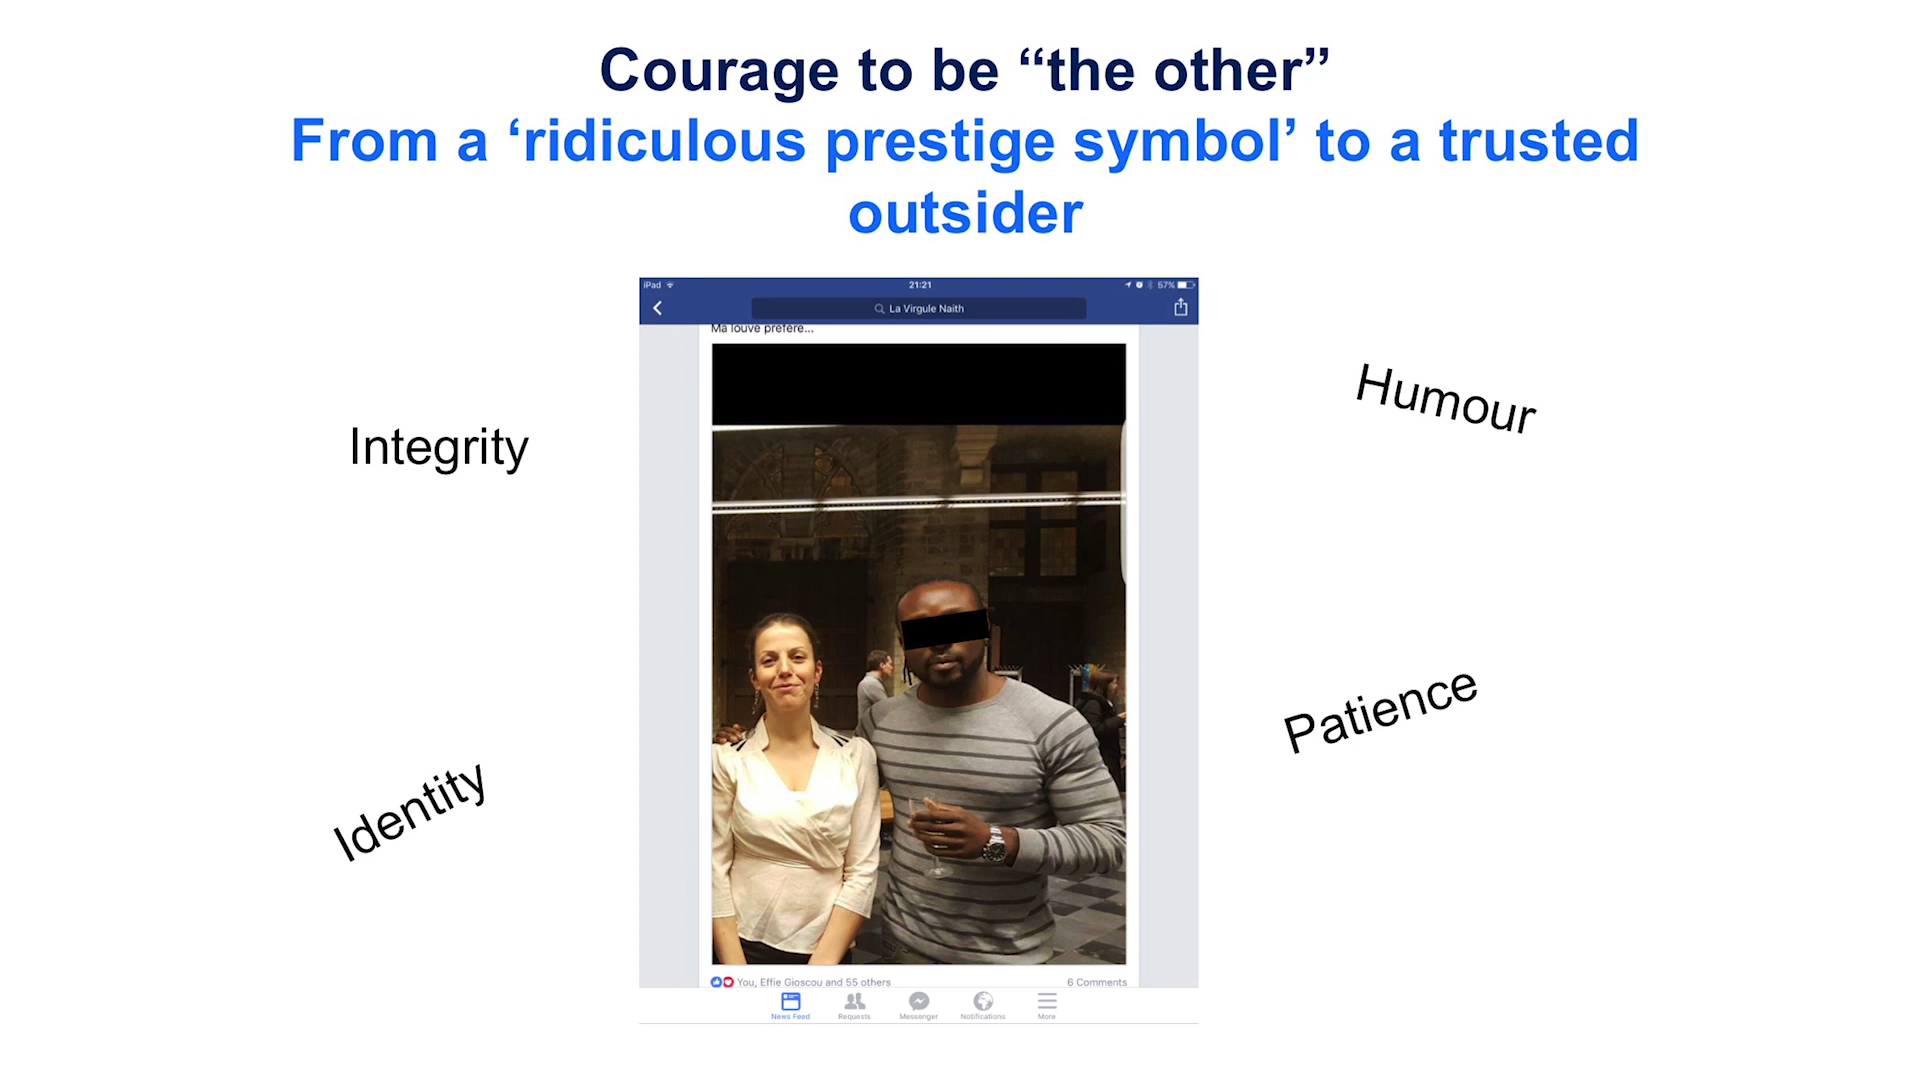 Courage to be “the other”
From a ‘ridiculous prestige symbol’ to a trusted
outsider
iPad
21:21
57%
La Virgule Naith
Ma louve préféré...
Humour
Integrity
Patience
Identity
You, Effie Gioscou and 55 others
6 Comments
News Feed
Requests
Messenger
Notifications
More